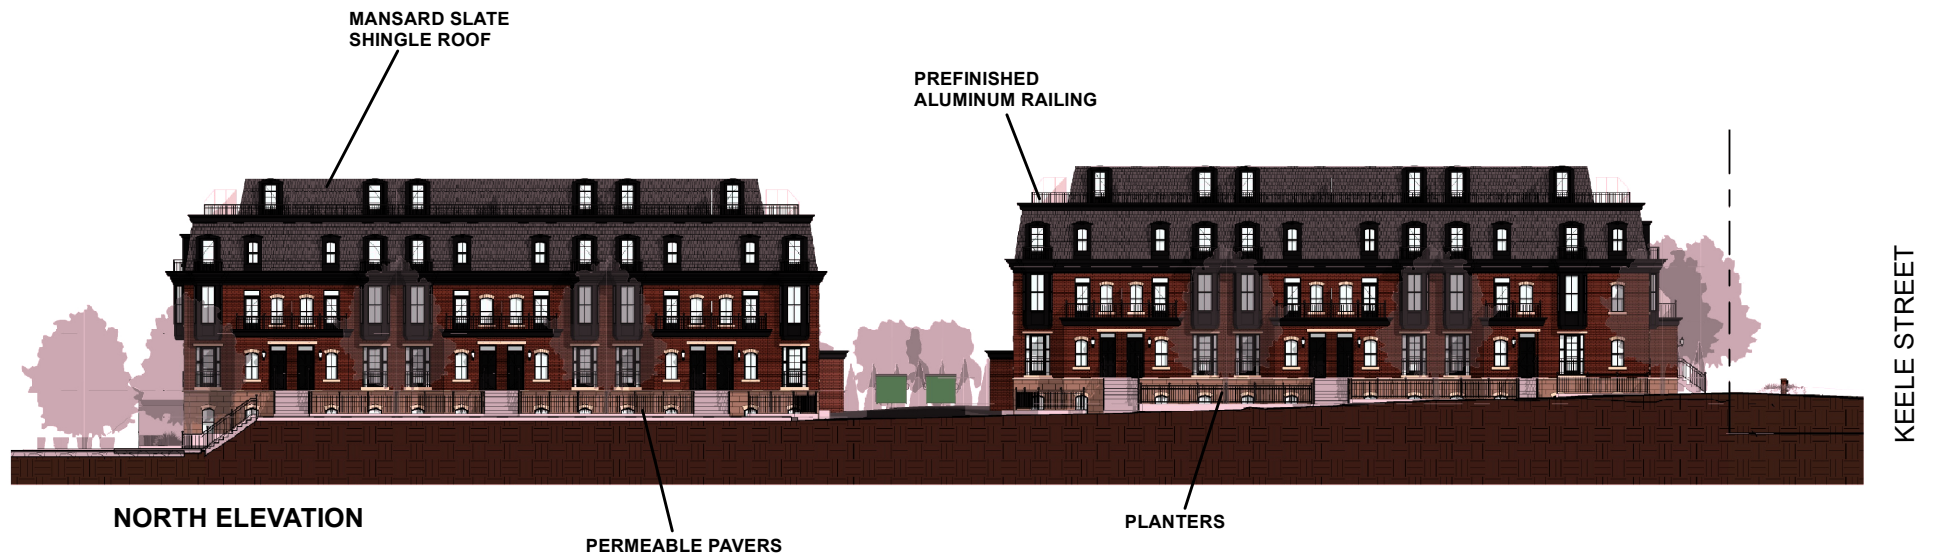 MANSARD SLATE
SHINGLE ROOF
PREFINISHED
ALUMINUM RAILING
KEELE STREET
NORTH ELEVATION
PERMEABLE PAVERS
PLANTERS